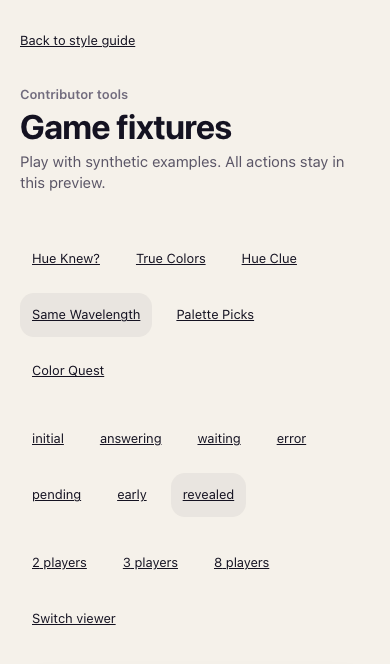 Back to style guide
Contributor tools
Game fixtures
Play with synthetic examples. All actions stay in
this preview.
Hue Knew? True Colors Hue Clue
Same Wavelength Palette Picks
Color Quest
initial answering waiting error
pending early revealed
2 players 3 players 8 players
Switch viewer